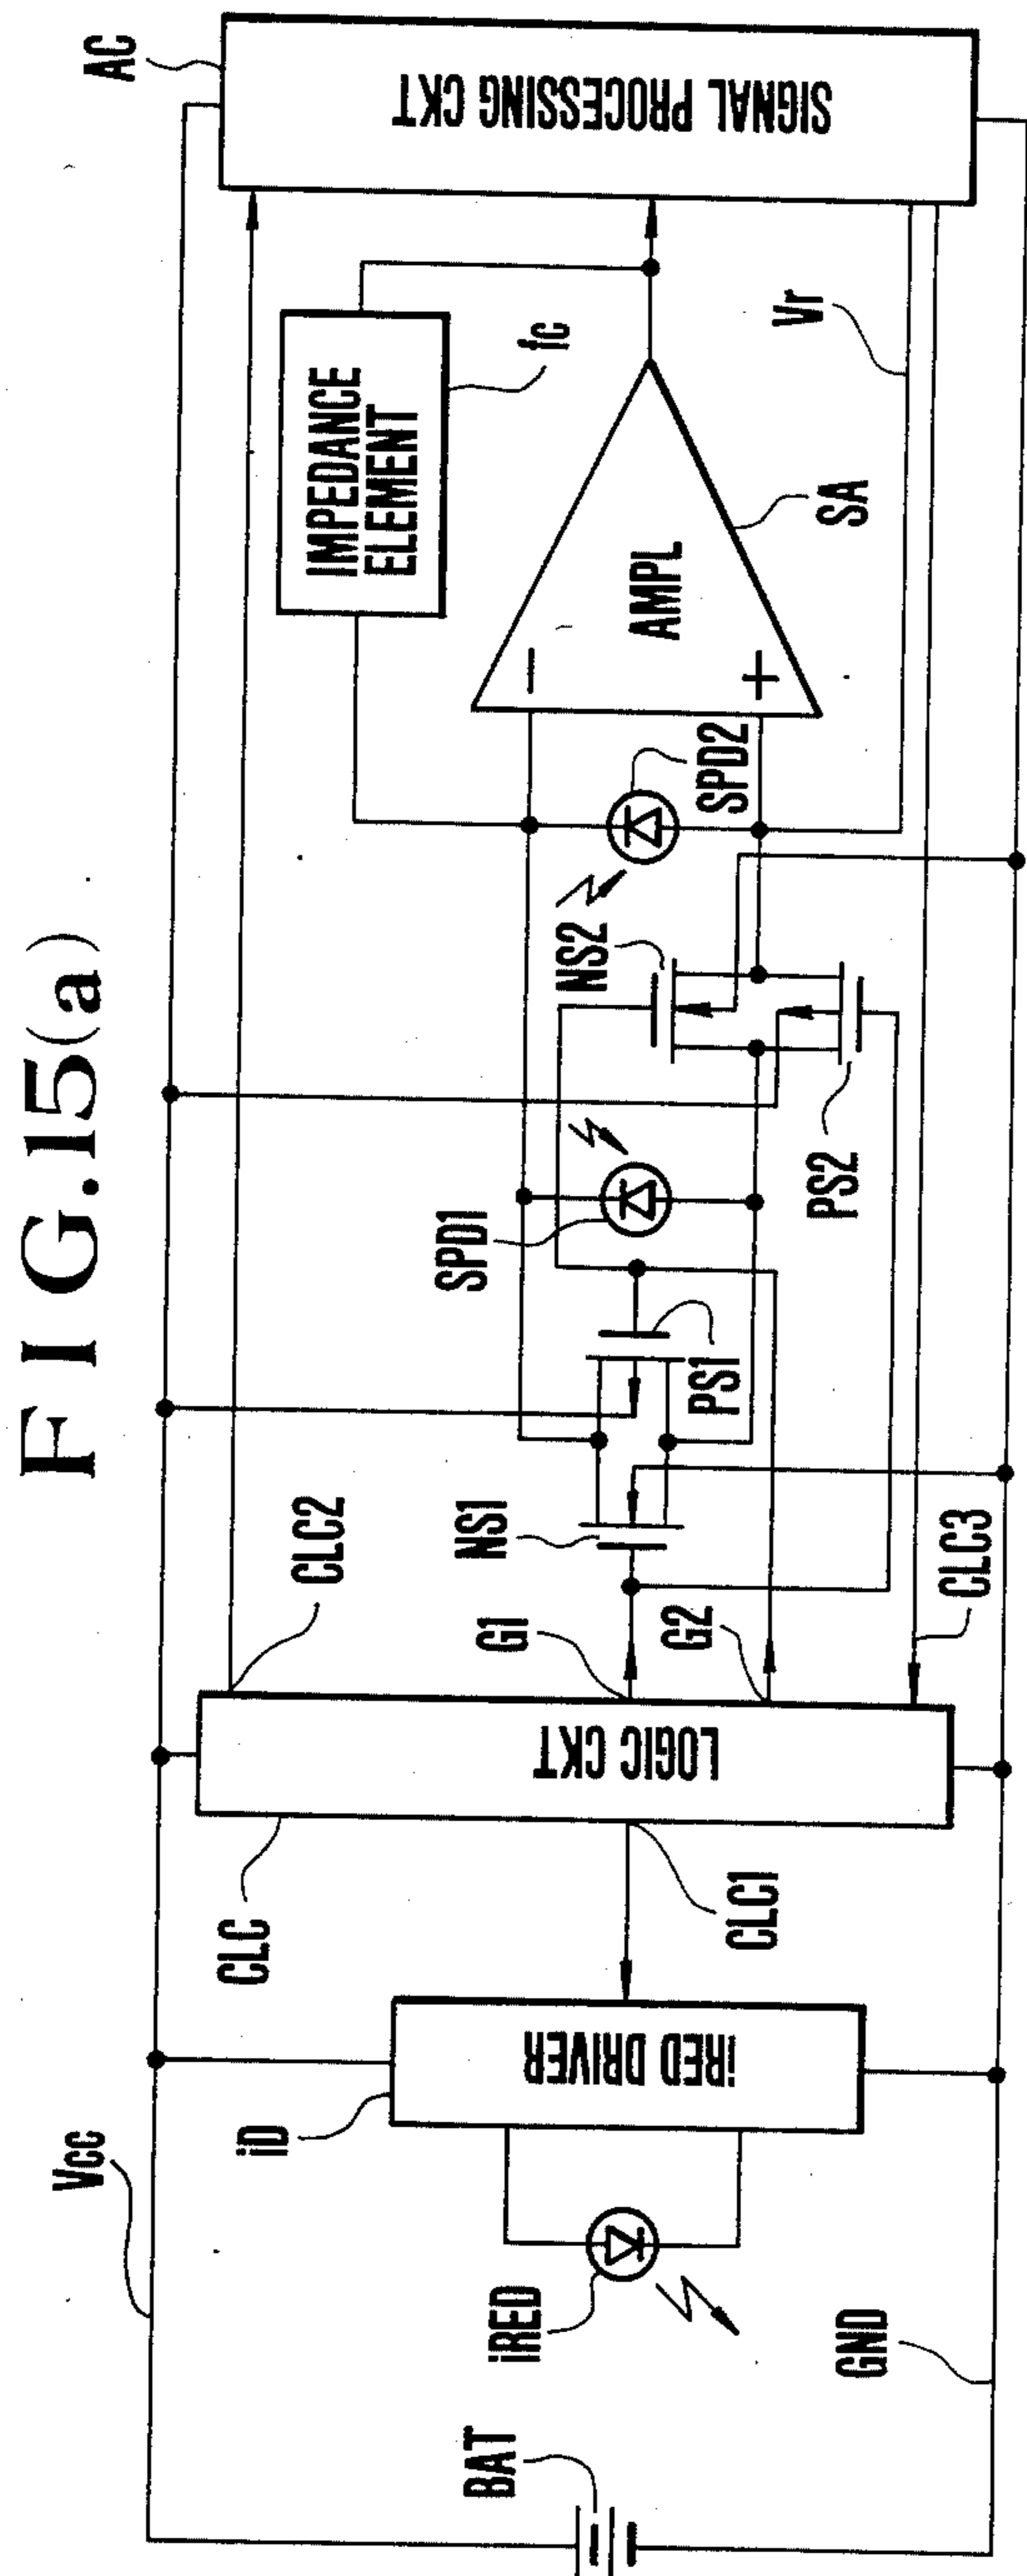 FIG.15(a)
Vcc
AC
CLC2
CLC
iD
iRED
BAT
GND
iRED DRIVER
CLC1
LOGIC CKT
G1
G2
CLC3
NS1
PS1
SPD1
NS2
PS2
SPD2
AMPL
−
+
SA
IMPEDANCE
ELEMENT
fc
Vr
SIGNAL PROCESSING CKT